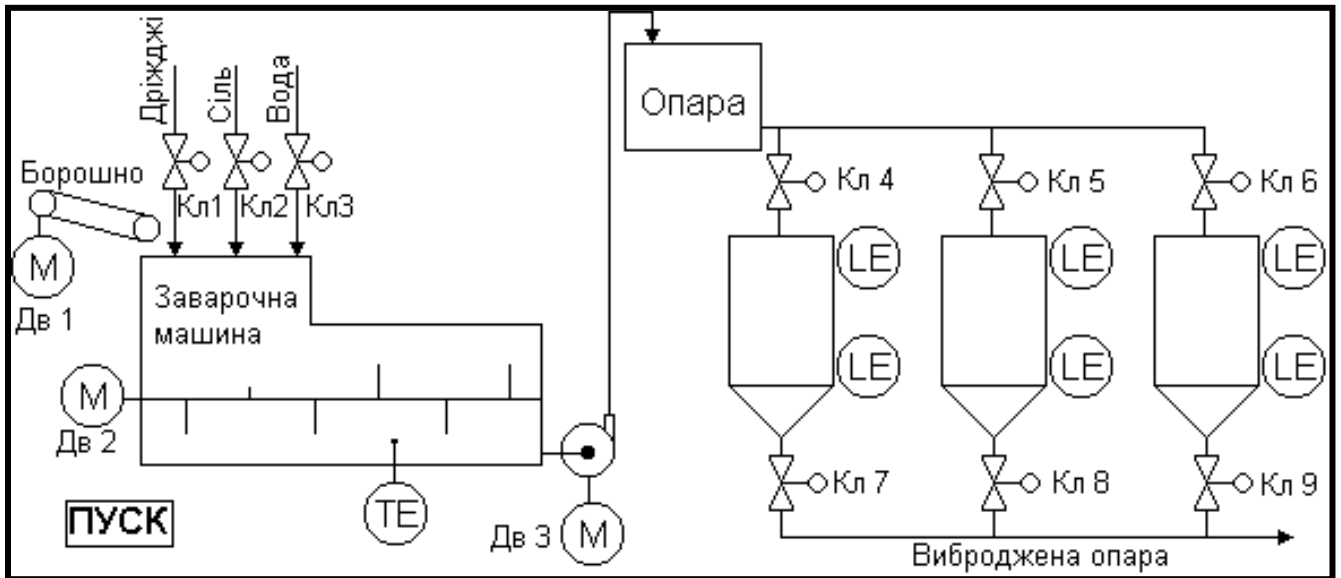 Дріжджі
Сіль
Вода
Борошно
Кл1
Кл2
Кл3
М
Дв 1
Заварочна
машина
М
Дв 2
ТЕ
Дв 3
М
ПУСК
Опара
Кл 4
Кл 5
Кл 6
LE
LE
LE
LE
LE
LE
Кл 7
Кл 8
Кл 9
Виброджена опара